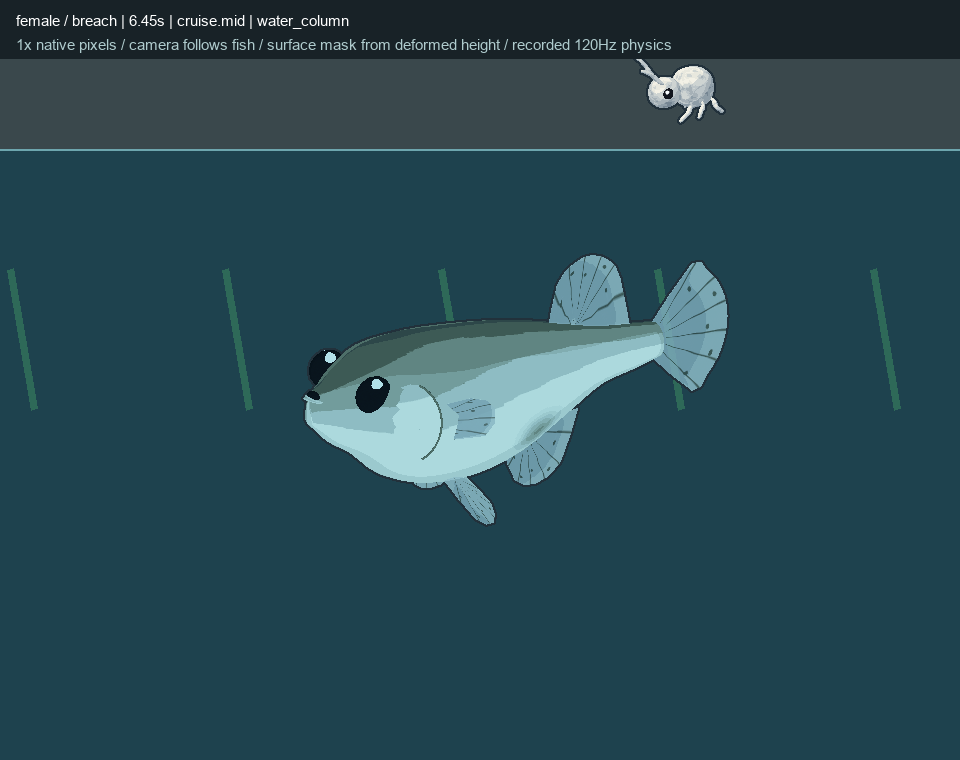 female / breach | 6.45s | cruise.mid | water_column
1x native pixels / camera follows fish / surface mask from deformed height / recorded 120Hz physics